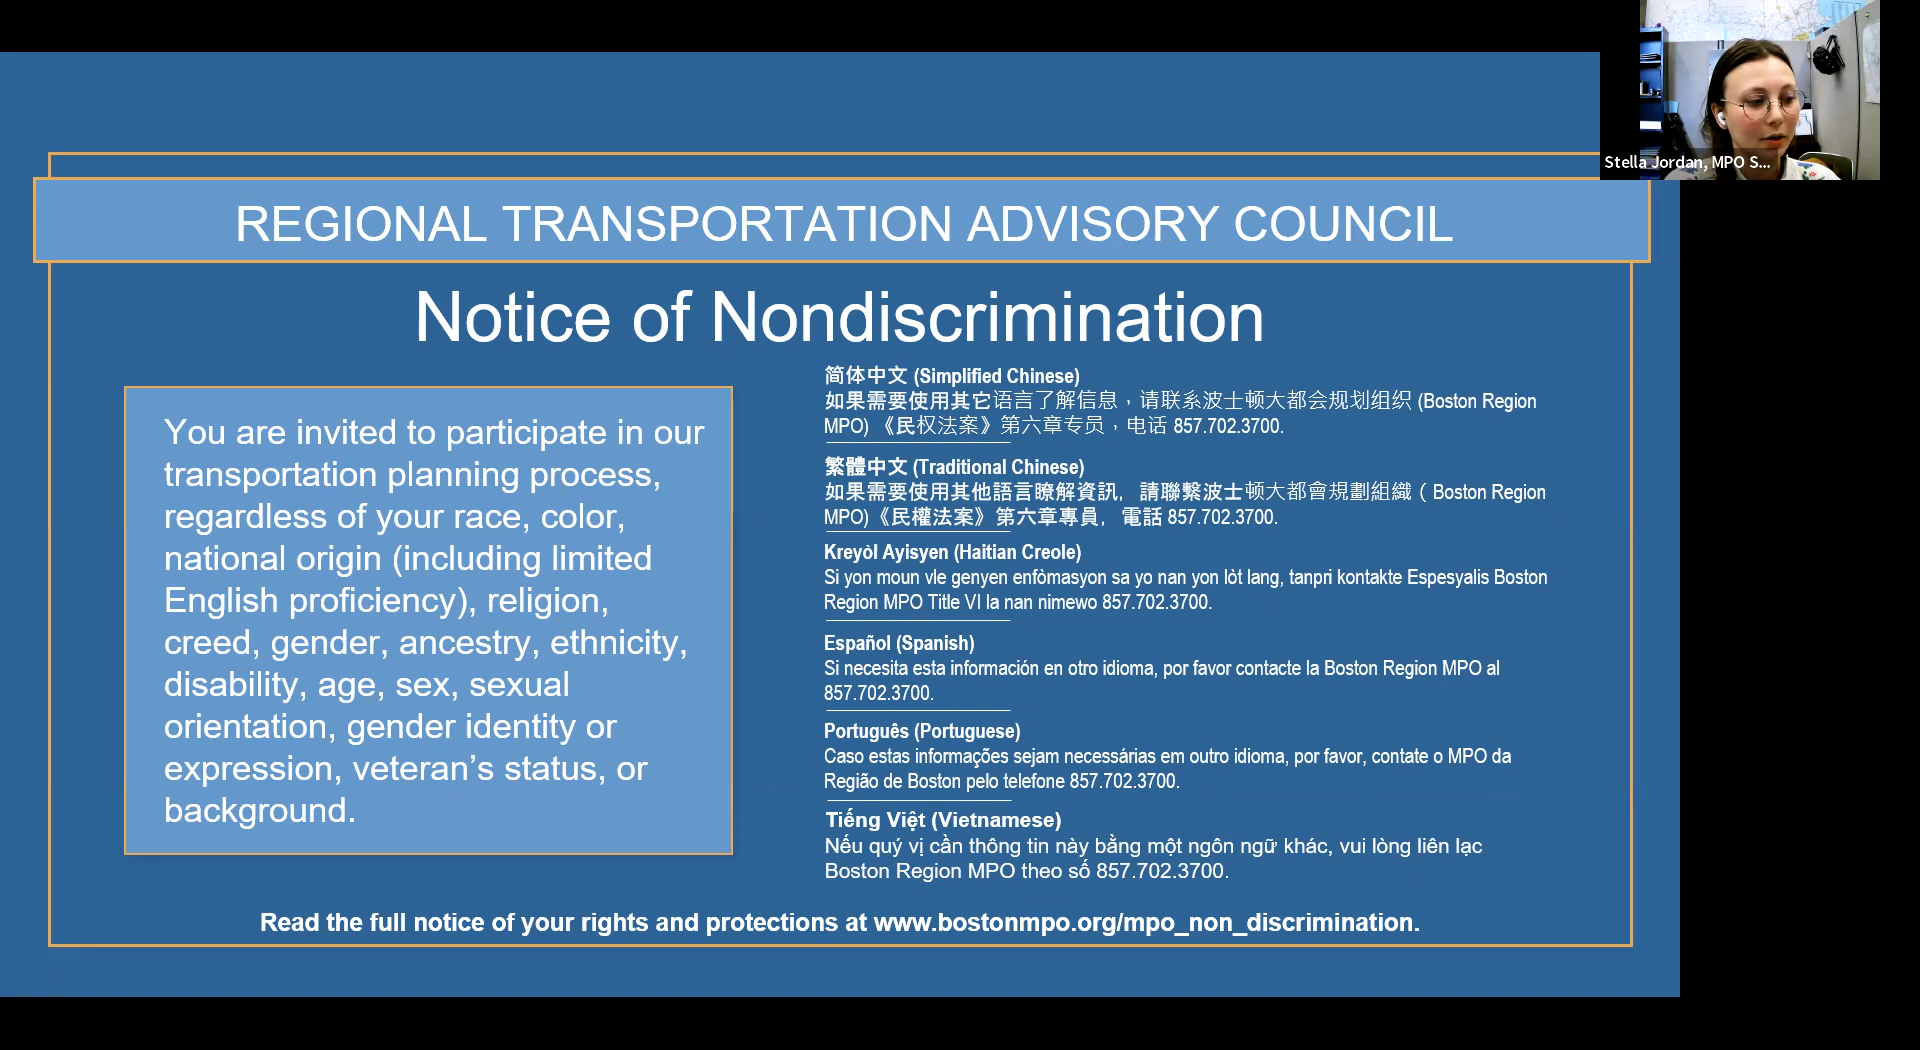 Stella Jordan, MPO S...
REGIONAL TRANSPORTATION ADVISORY COUNCIL
Notice of Nondiscrimination
You are invited to participate in our
transportation planning process,
regardless of your race, color,
national origin (including limited
English proficiency), religion,
creed, gender, ancestry, ethnicity,
disability, age, sex, sexual
orientation, gender identity or
expression, veteran’s status, or
background.
简体中文 (Simplified Chinese)
如果需要使用其它语言了解信息，请联系波士顿大都会规划组织 (Boston Region
MPO) 《民权法案》第六章专员，电话 857.702.3700.
繁體中文 (Traditional Chinese)
如果需要使用其他語言瞭解資訊，請聯繫波士顿大都會規劃組織（ Boston Region
MPO)《民權法案》第六章專員，電話 857.702.3700.
Kreyòl Ayisyen (Haitian Creole)
Si yon moun vle genyen enfòmasyon sa yo nan yon lòt lang, tanpri kontakte Espesyalis Boston
Region MPO Title VI la nan nimewo 857.702.3700.
Español (Spanish)
Si necesita esta información en otro idioma, por favor contacte la Boston Region MPO al
857.702.3700.
Português (Portuguese)
Caso estas informações sejam necessárias em outro idioma, por favor, contate o MPO da
Região de Boston pelo telefone 857.702.3700.
Tiếng Việt (Vietnamese)
Nếu quý vị cần thông tin này bằng một ngôn ngữ khác, vui lòng liên lạc
Boston Region MPO theo số 857.702.3700.
Read the full notice of your rights and protections at www.bostonmpo.org/mpo_non_discrimination.